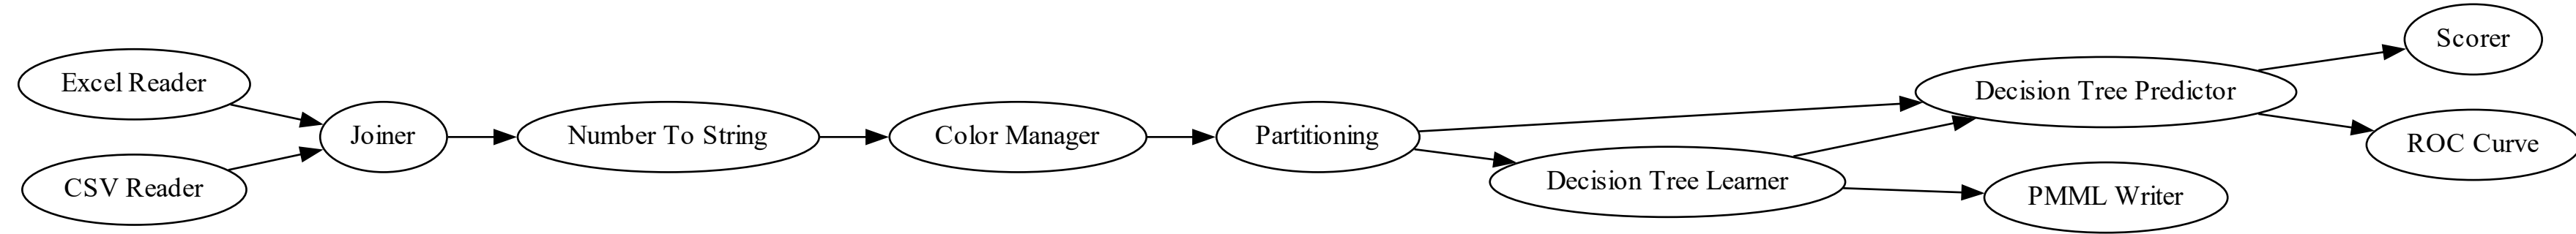 Excel Reader
CSV Reader
Joiner
Number To String
Color Manager
Partitioning
Decision Tree Predictor
Decision Tree Learner
PMML Writer
Scorer
ROC Curve